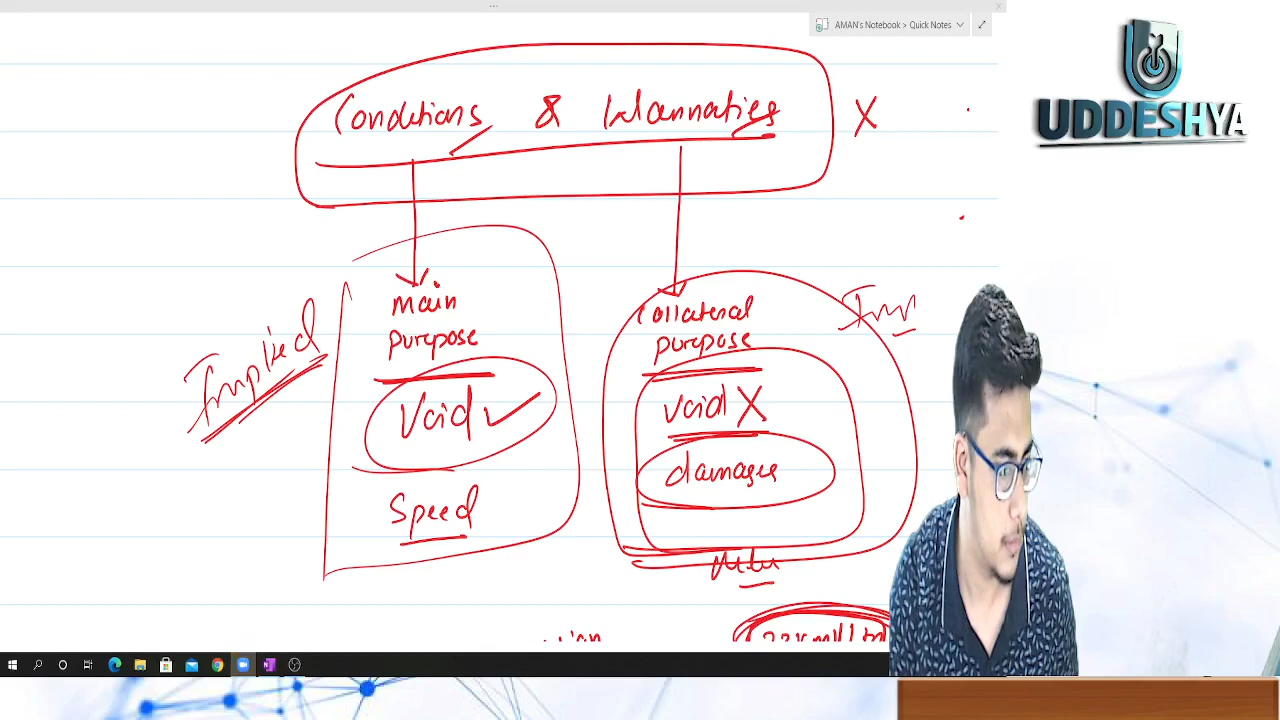 AMAN's Notebook > Quick Notes
UDDESHYA
Conditions & Warranties X
Implied
main
purpose
Void ✓
Speed
Collateral
purpose
void X
damages